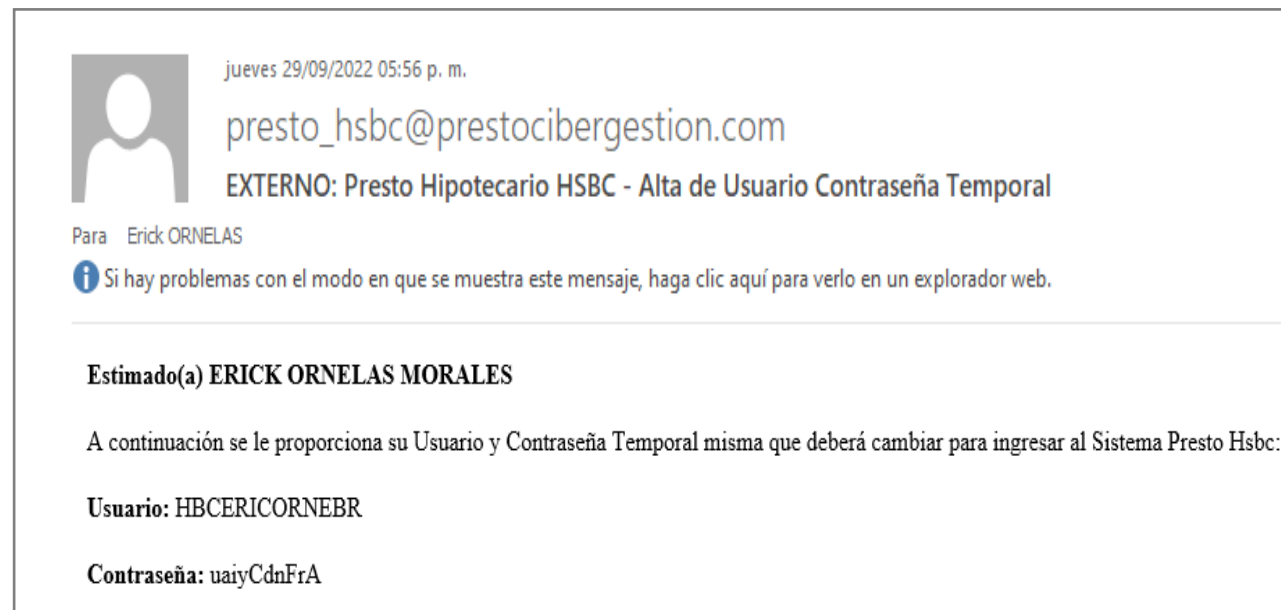 jueves 29/09/2022 05:56 p. m.
presto_hsbc@prestocibergestion.com
EXTERNO: Presto Hipotecario HSBC - Alta de Usuario Contraseña Temporal
Para Erick ORNELAS
Si hay problemas con el modo en que se muestra este mensaje, haga clic aquí para verlo en un explorador web.
Estimado(a) ERICK ORNELAS MORALES
A continuación se le proporciona su Usuario y Contraseña Temporal misma que deberá cambiar para ingresar al Sistema Presto Hsbc:
Usuario: HBCERICORNEBR
Contraseña: uaiyCdnFrA